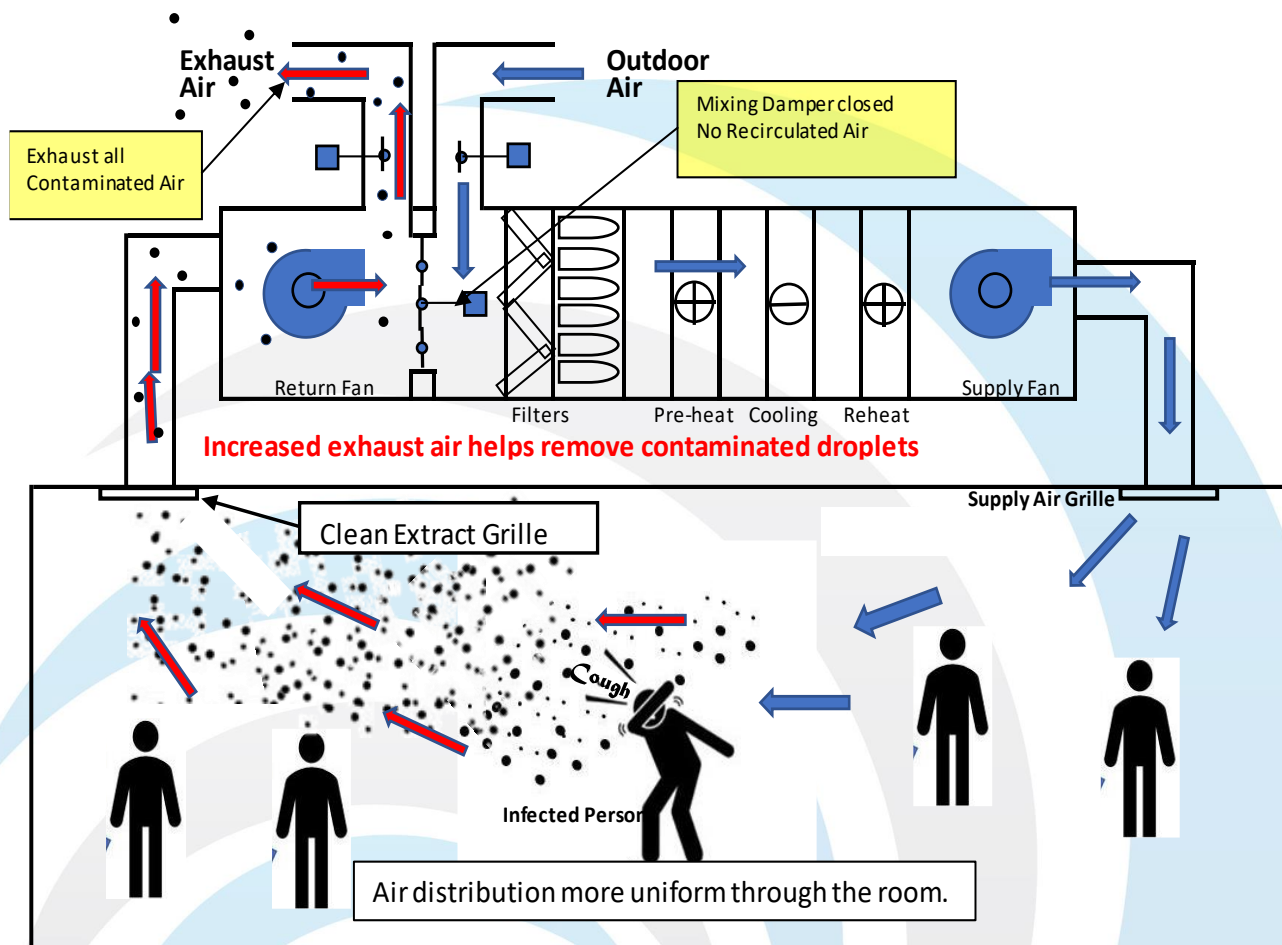 Exhaust
Air
Outdoor
Air
Mixing Damper closed
No Recirculated Air
Exhaust all
Contaminated Air
Return Fan
Supply Fan
Filters
Pre-heat
Cooling
Reheat
Increased exhaust air helps remove contaminated droplets
Supply Air Grille
Clean Extract Grille
Cough
Infected Person
Air distribution more uniform through the room.